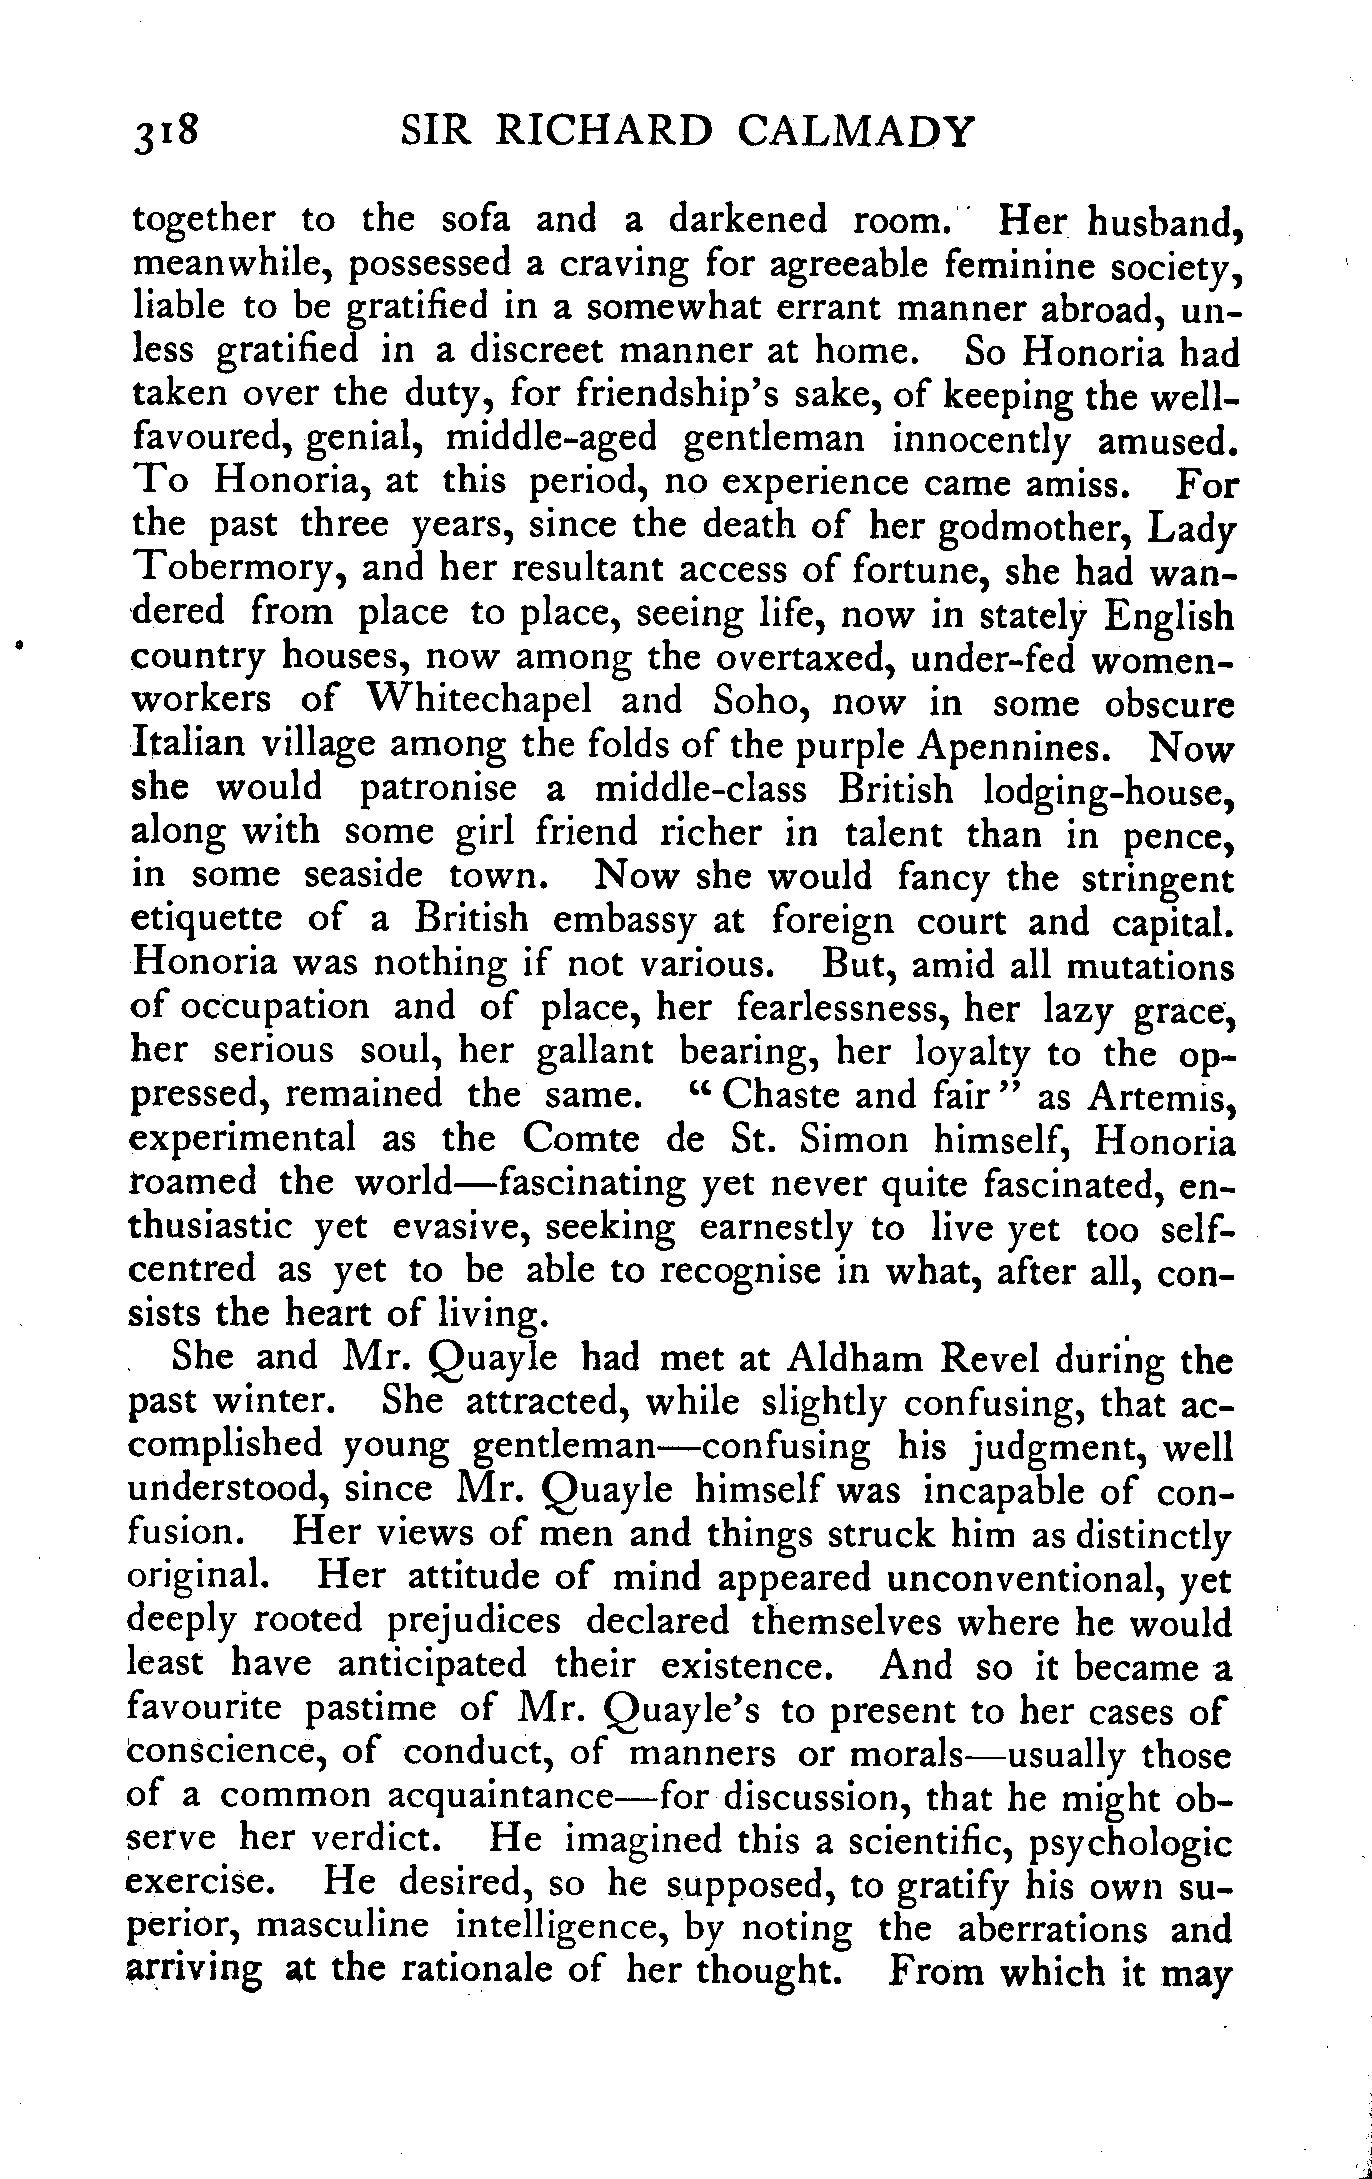 318 SIR RICHARD CALMADY
together to the sofa and a darkened room. Her husband,
meanwhile, possessed a craving for agreeable feminine society,
liable to be gratified in a somewhat errant manner abroad, un-
less gratified in a discreet manner at home. So Honoria had
taken over the duty, for friendship's sake, of keeping the well-
favoured, genial, middle-aged gentleman innocently amused.
To Honoria, at this period, no experience came amiss. For
the past three years, since the death of her godmother, Lady
Tobermory, and her resultant access of fortune, she had wan-
dered from place to place, seeing life, now in stately English
country houses, now among the overtaxed, under-fed women-
workers of Whitechapel and Soho, now in some obscure
Italian village among the folds of the purple Apennines. Now
she would patronise a middle-class British lodging-house,
along with some girl friend richer in talent than in pence,
in some seaside town. Now she would fancy the stringent
etiquette of a British embassy at foreign court and capital.
Honoria was nothing if not various. But, amid all mutations
of occupation and of place, her fearlessness, her lazy grace,
her serious soul, her gallant bearing, her loyalty to the op-
pressed, remained the same. “Chaste and fair” as Artemis,
experimental as the Comte de St. Simon himself, Honoria
roamed the world—fascinating yet never quite fascinated, en-
thusiastic yet evasive, seeking earnestly to live yet too self-
centred as yet to be able to recognise in what, after all, con-
sists the heart of living.
She and Mr. Quayle had met at Aldham Revel during the
past winter. She attracted, while slightly confusing, that ac-
complished young gentleman—confusing his judgment, well
understood, since Mr. Quayle himself was incapable of con-
fusion. Her views of men and things struck him as distinctly
original. Her attitude of mind appeared unconventional, yet
deeply rooted prejudices declared themselves where he would
least have anticipated their existence. And so it became a
favourite pastime of Mr. Quayle's to present to her cases of
conscience, of conduct, of manners or morals—usually those
of a common acquaintance—for discussion, that he might ob-
serve her verdict. He imagined this a scientific, psychologic
exercise. He desired, so he supposed, to gratify his own su-
perior, masculine intelligence, by noting the aberrations and
arriving at the rationale of her thought. From which it may